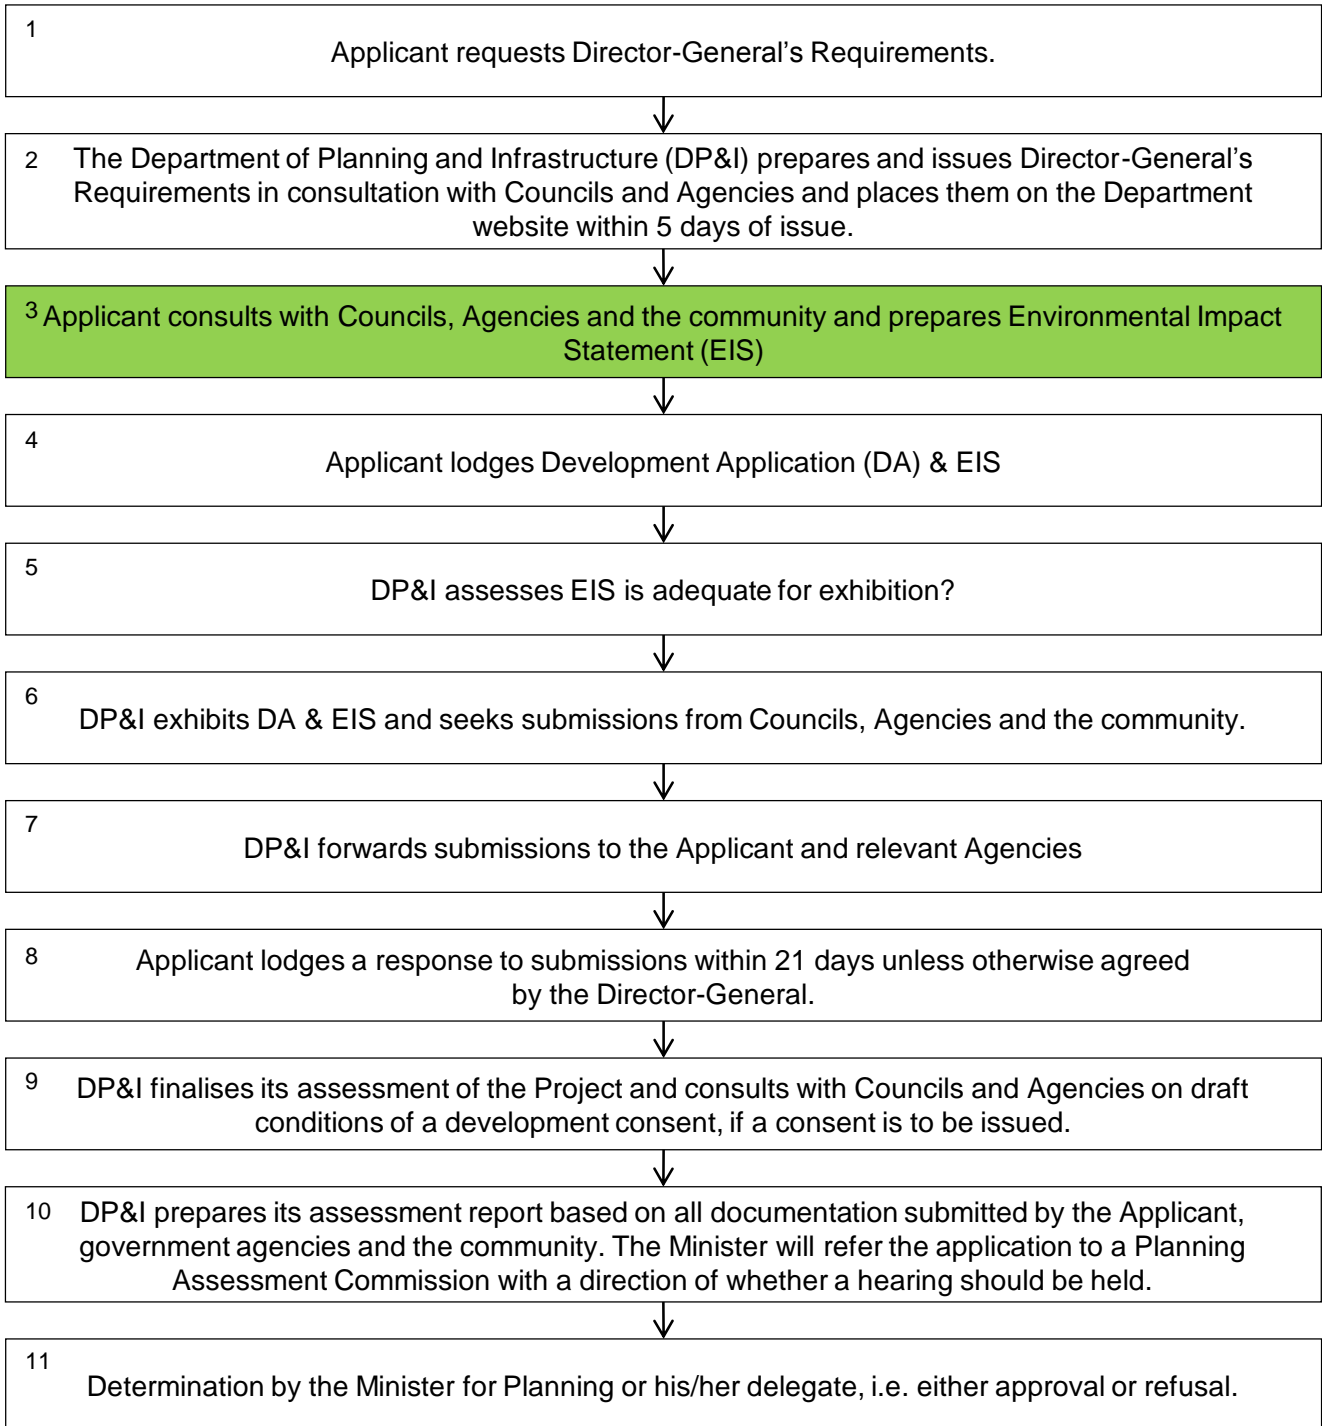 1
Applicant requests Director-General’s Requirements.
2 The Department of Planning and Infrastructure (DP&I) prepares and issues Director-General’s
Requirements in consultation with Councils and Agencies and places them on the Department
website within 5 days of issue.
3 Applicant consults with Councils, Agencies and the community and prepares Environmental Impact
Statement (EIS)
4
Applicant lodges Development Application (DA) & EIS
5
DP&I assesses EIS is adequate for exhibition?
6
DP&I exhibits DA & EIS and seeks submissions from Councils, Agencies and the community.
7
DP&I forwards submissions to the Applicant and relevant Agencies
8 Applicant lodges a response to submissions within 21 days unless otherwise agreed
by the Director-General.
9 DP&I finalises its assessment of the Project and consults with Councils and Agencies on draft
conditions of a development consent, if a consent is to be issued.
10 DP&I prepares its assessment report based on all documentation submitted by the Applicant,
government agencies and the community. The Minister will refer the application to a Planning
Assessment Commission with a direction of whether a hearing should be held.
11
Determination by the Minister for Planning or his/her delegate, i.e. either approval or refusal.